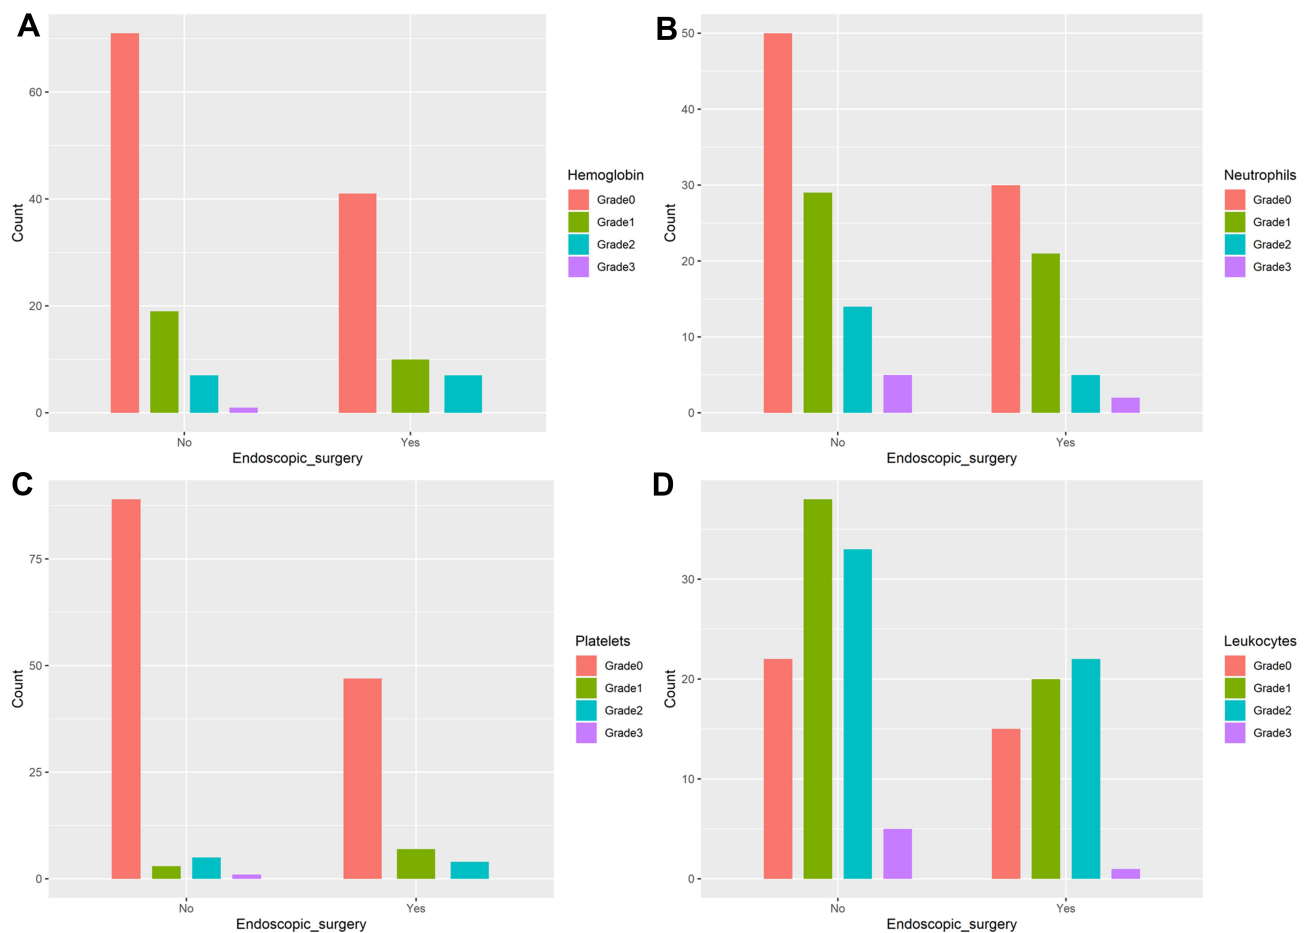 A
60
40
20
0
Count
No
Yes
Endoscopic_surgery
Hemoglobin
Grade0
Grade1
Grade2
Grade3
B
50
40
30
20
10
0
Count
No
Yes
Endoscopic_surgery
Neutrophils
Grade0
Grade1
Grade2
Grade3
C
75
50
25
0
Count
No
Yes
Endoscopic_surgery
Platelets
Grade0
Grade1
Grade2
Grade3
D
30
20
10
0
Count
No
Yes
Endoscopic_surgery
Leukocytes
Grade0
Grade1
Grade2
Grade3